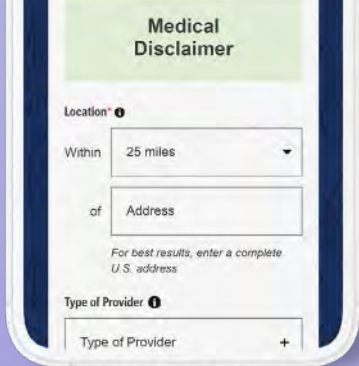 Medical
Disclaimer
Location*
Within
25 miles
of
Address
For best results, enter a complete
U.S. address
Type of Provider
Type of Provider +